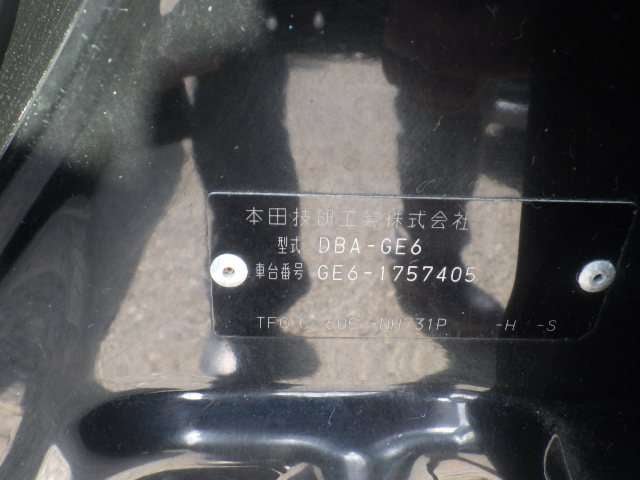 本田技研工業株式会社
型式 DBA-GE6
車台番号 GE6-1757405
-NH731P -H -S